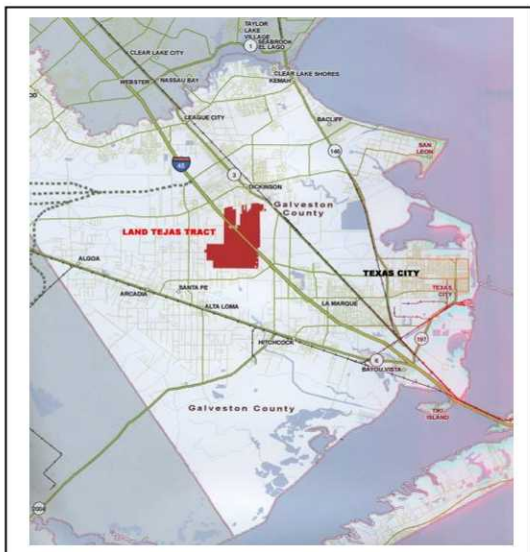 TAYLOR
LAKE
VILLAGE
SEABROOK
EL LAGO
CLEAR LAKE CITY
1
WEBSTER
NASSAU BAY
CLEAR LAKE SHORES
KEMAH
LEAGUE CITY
BACLIFF
146
SAN
LEON
45
3
DICKINSON
Galveston
County
LAND TEJAS TRACT
ALGOA
TEXAS CITY
SANTA FE
TEXAS
CITY
ARCADIA
ALTA LOMA
LA MARQUE
HITCHCOCK
197
6
BAYOU VISTA
Galveston County
TIKI
ISLAND
2004